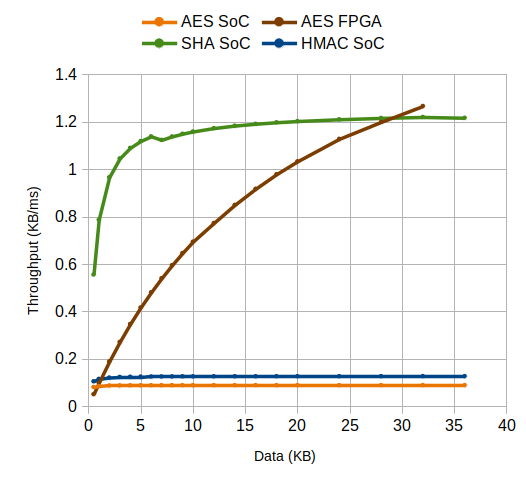 AES SoC AES FPGA
SHA SoC HMAC SoC
1.4
1.2
1
0.8
0.6
0.4
0.2
0
Throughput (KB/ms)
0 5 10 15 20 25 30 35 40
Data (KB)